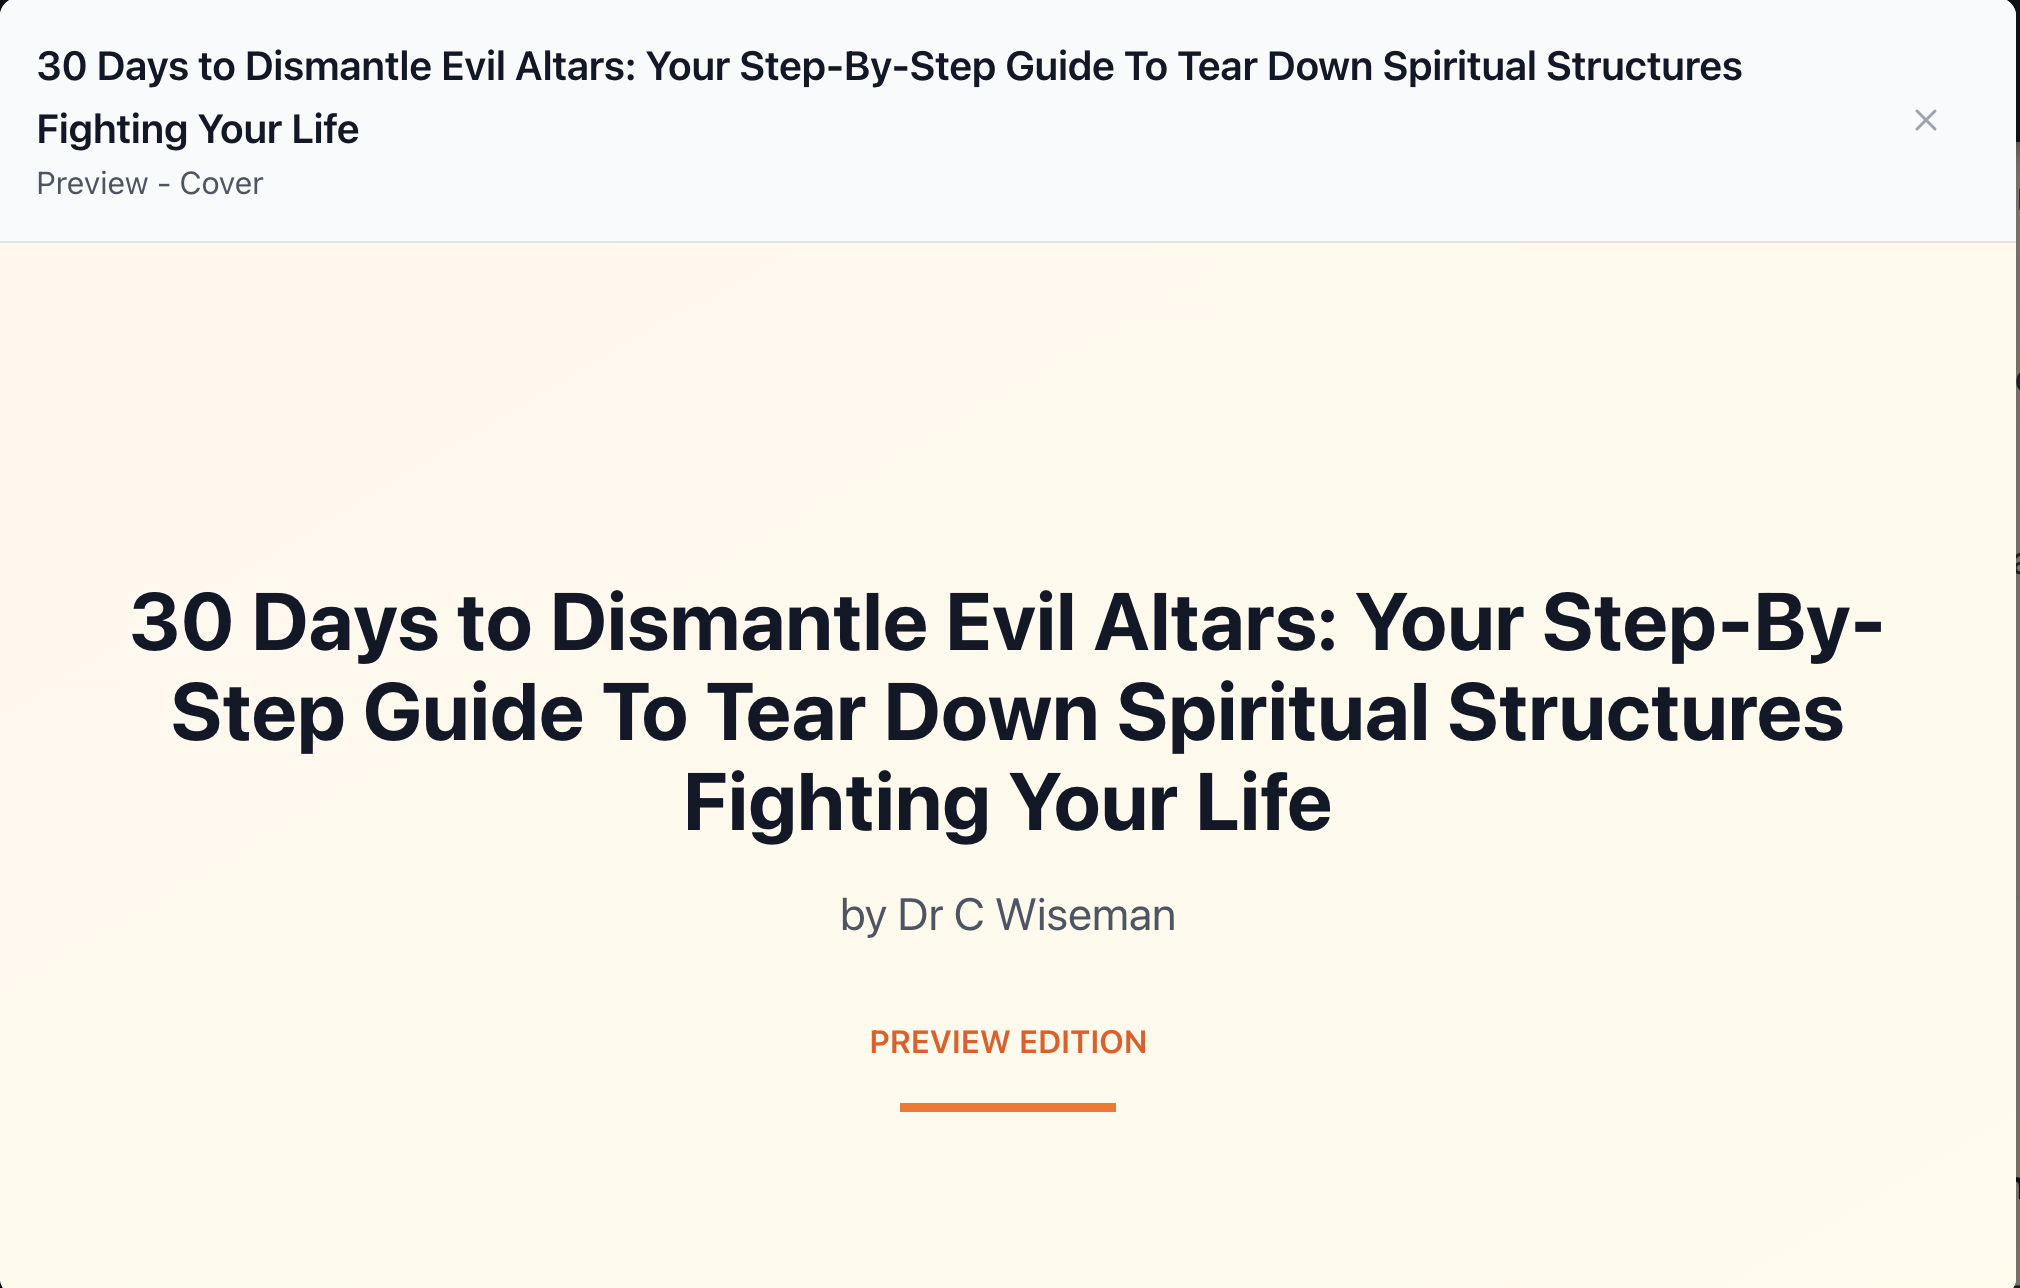 30 Days to Dismantle Evil Altars: Your Step-By-Step Guide To Tear Down Spiritual Structures
Fighting Your Life
Preview - Cover
30 Days to Dismantle Evil Altars: Your Step-By-
Step Guide To Tear Down Spiritual Structures
Fighting Your Life
by Dr C Wiseman
PREVIEW EDITION